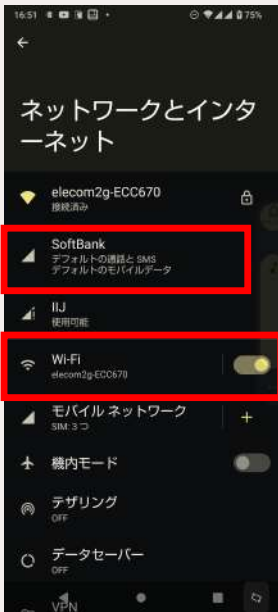 16:51
75%
ネットワークとインタ
ーネット
elecom2g-ECC670
接続済み
SoftBank
デフォルトの通話と SMS
デフォルトのモバイルデータ
IIJ
使用可能
Wi-Fi
elecom2g-ECC670
モバイル ネットワーク
SIM: 3 つ
+
機内モード
テザリング
OFF
データセーバー
OFF
VPN